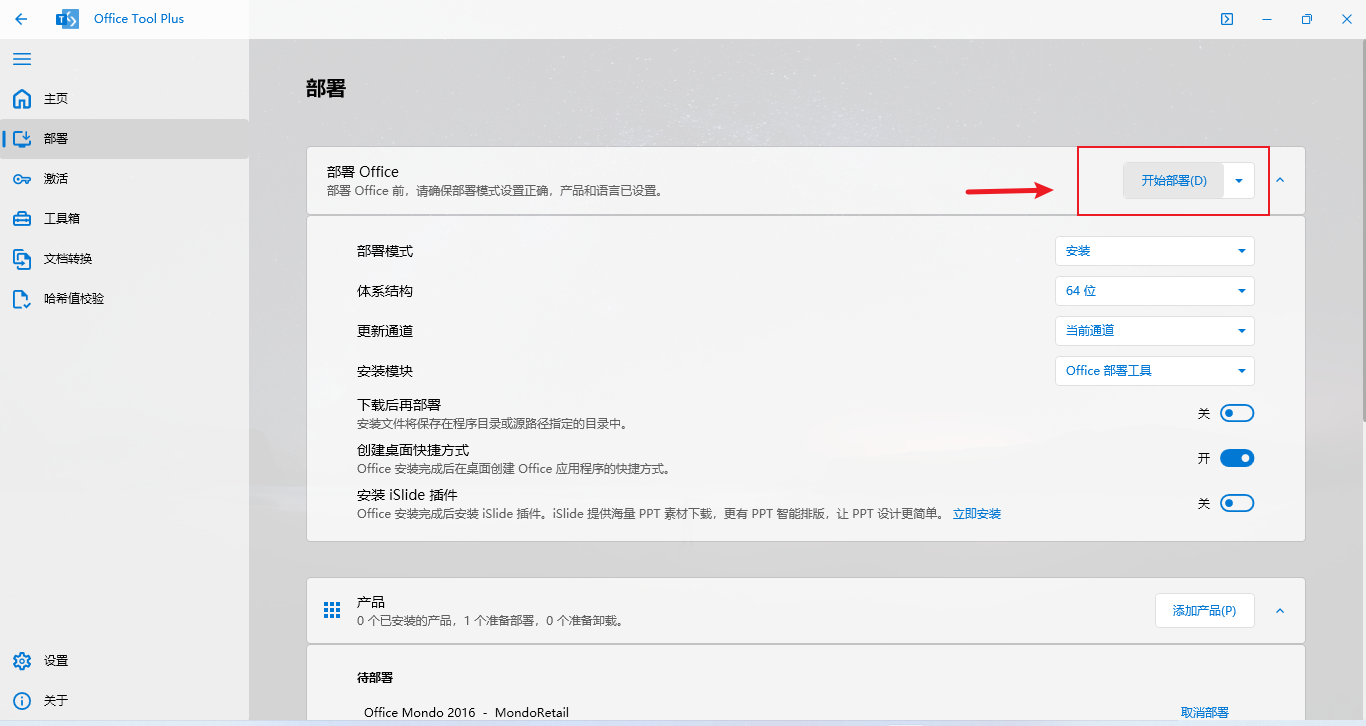 Office Tool Plus
主页
部署
激活
工具箱
文档转换
哈希值校验
设置
关于
部署
部署 Office
部署 Office 前，请确保部署模式设置正确，产品和语言已设置。
开始部署(D)
部署模式
安装
体系结构
64 位
更新通道
当前通道
安装模块
Office 部署工具
下载后再部署
安装文件将保存在程序目录或源路径指定的目录中。
关
创建桌面快捷方式
Office 安装完成后在桌面创建 Office 应用程序的快捷方式。
开
安装 iSlide 插件
Office 安装完成后安装 iSlide 插件。iSlide 提供海量 PPT 素材下载，更有 PPT 智能排版，让 PPT 设计更简单。 立即安装
关
产品
0 个已安装的产品，1 个准备部署，0 个准备卸载。
添加产品(P)
待部署
Office Mondo 2016 - MondoRetail
取消部署